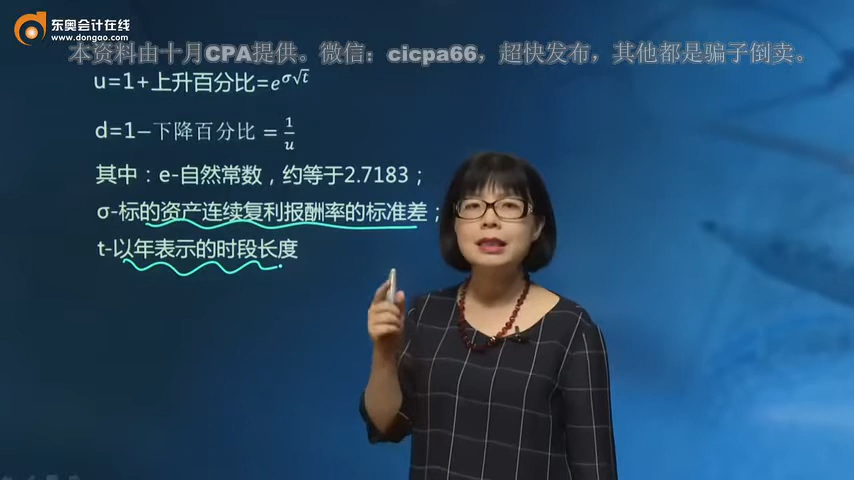 东奥会计在线
www.dongao.com
本资料由十月CPA提供。微信：cicpa66，超快发布，其他都是骗子倒卖。
u=1+上升百分比=e^{σ√t}
d=1−下降百分比 = 1/u
其中：e-自然常数，约等于2.7183；
σ-标的资产连续复利报酬率的标准差；
t-以年表示的时段长度